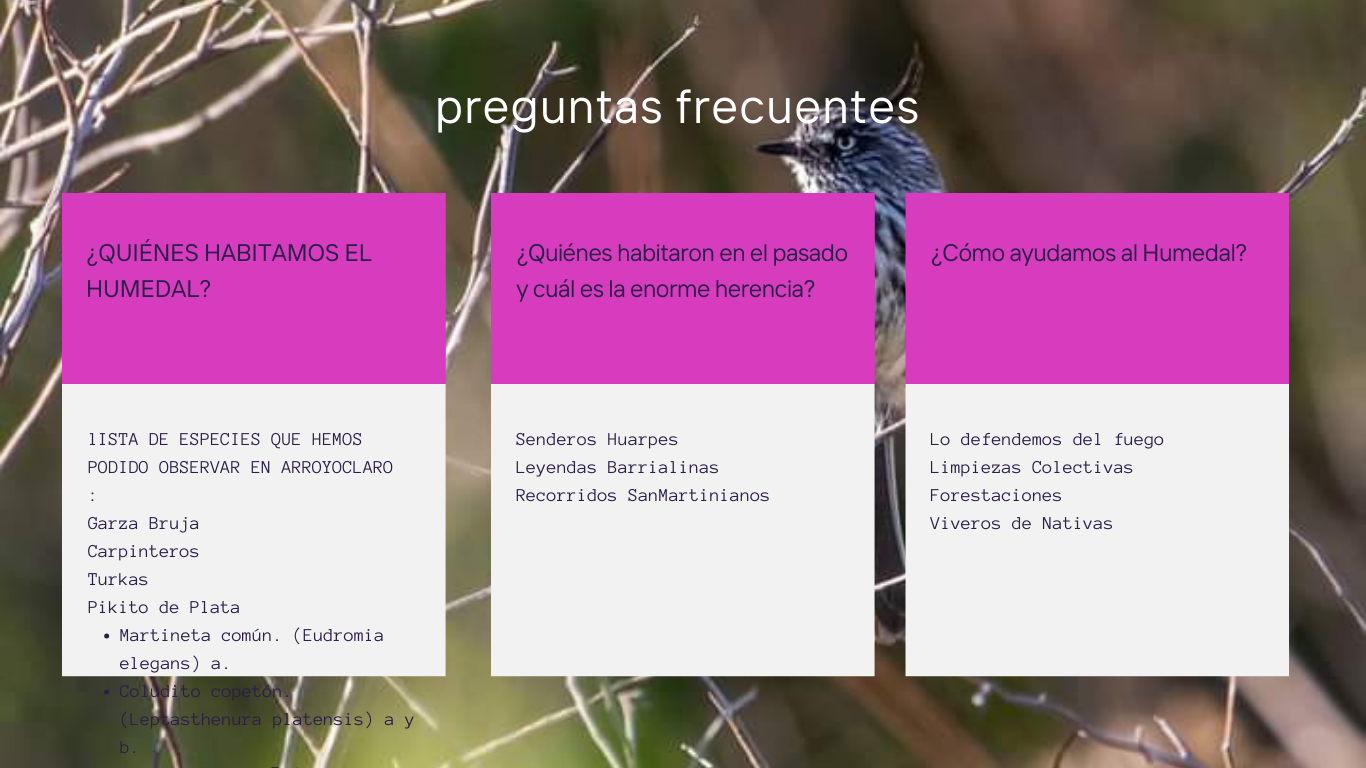 preguntas frecuentes
¿QUIÉNES HABITAMOS EL
HUMEDAL?
lISTA DE ESPECIES QUE HEMOS
PODIDO OBSERVAR EN ARROYOCLARO
:
Garza Bruja
Carpinteros
Turkas
Pikito de Plata
• Martineta común. (Eudromia
elegans) a.
• Coludito copetón.
(Leptasthenura platensis) a y
b.
¿Quiénes habitaron en el pasado
y cuál es la enorme herencia?
Senderos Huarpes
Leyendas Barrialinas
Recorridos SanMartinianos
¿Cómo ayudamos al Humedal?
Lo defendemos del fuego
Limpiezas Colectivas
Forestaciones
Viveros de Nativas